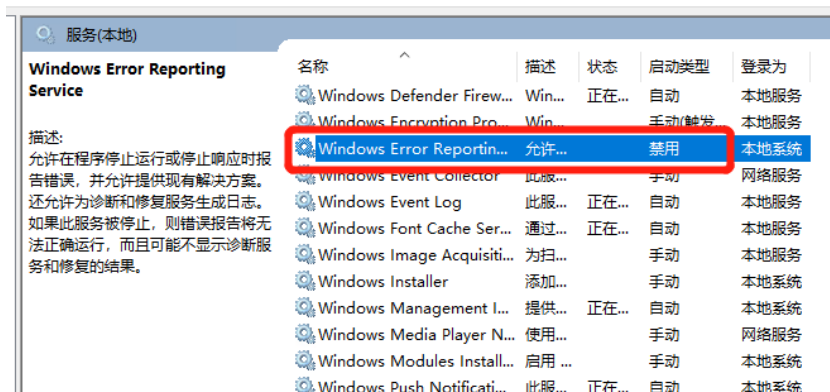 服务(本地)
Windows Error Reporting
Service
描述:
允许在程序停止运行或停止响应时报
告错误，并允许提供现有解决方案。
还允许为诊断和修复服务生成日志。
如果此服务被停止，则错误报告将无
法正确运行，而且可能不显示诊断服
务和修复的结果。
名称 描述 状态 启动类型 登录为
Windows Defender Firew... Win... 正在... 自动 本地服务
Windows Encryption Pro... Win... 手动(触发... 本地服务
Windows Error Reportin... 允许... 禁用 本地系统
Windows Event Collector 此服... 手动 网络服务
Windows Event Log 此服... 正在... 自动 本地服务
Windows Font Cache Ser... 通过... 正在... 自动 本地服务
Windows Image Acquisiti... 为扫... 手动 本地服务
Windows Installer 添加... 手动 本地系统
Windows Management I... 提供... 正在... 自动 本地系统
Windows Media Player N... 使用... 手动 网络服务
Windows Modules Install... 启用 ... 手动 本地系统
Windows Push Notificati... 此服... 正在... 自动 本地系统